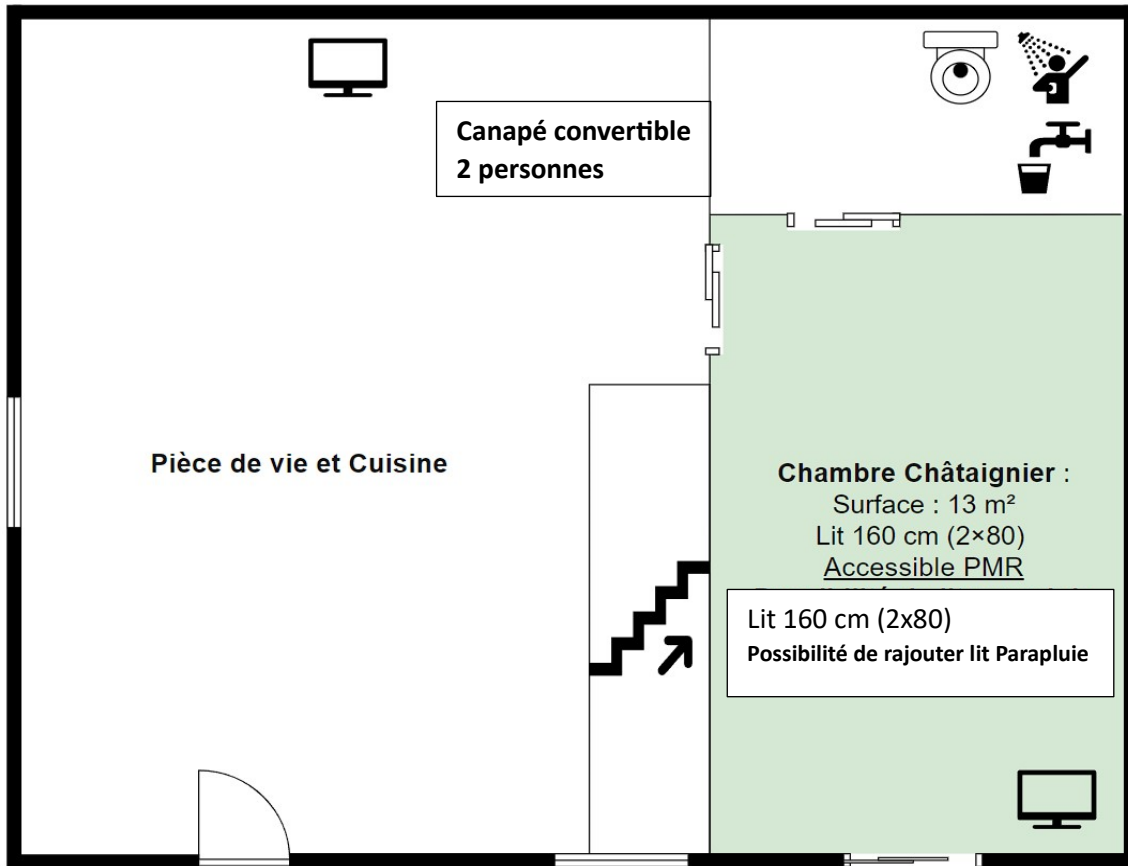 Canapé convertible
2 personnes
Pièce de vie et Cuisine
Chambre Châtaignier :
Surface : 13 m²
Lit 160 cm (2×80)
Accessible PMR
Lit 160 cm (2x80)
Possibilité de rajouter lit Parapluie